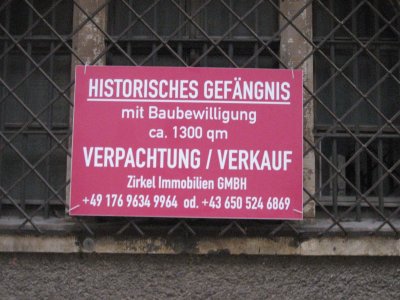 HISTORISCHES GEFÄNGNIS
mit Baubewilligung
ca. 1300 qm
VERPACHTUNG / VERKAUF
Zirkel Immobilien GMBH
+49 176 9634 9964 od. +43 650 524 6869